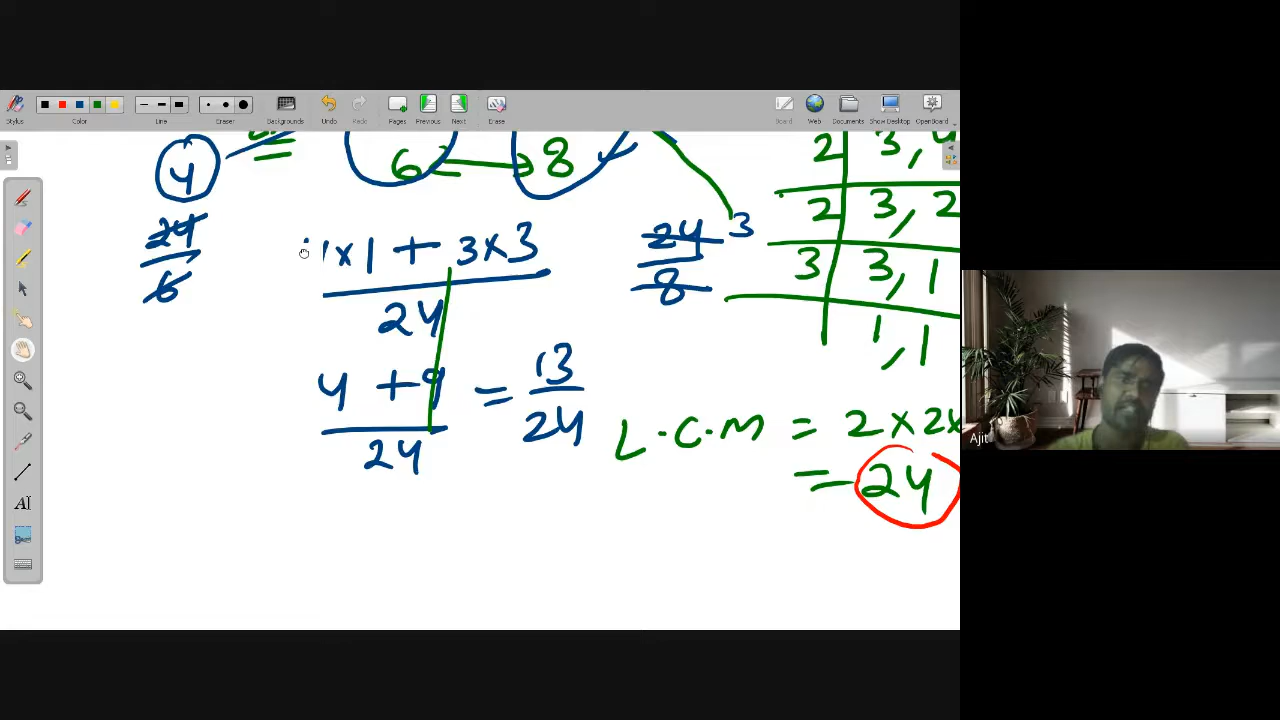 Stylus Color Line Eraser Backgrounds Undo Redo Pages Previous Next Erase Board Web Documents Show Desktop OpenBoard
4
6
8
24
6
4x1 + 3x3
24
24 3
8
2 3, 4
2 3, 2
3 3, 1
1, 1
4 + 9 = 13
24 24
L.C.M = 2 x 2 x
= 24
Ajit